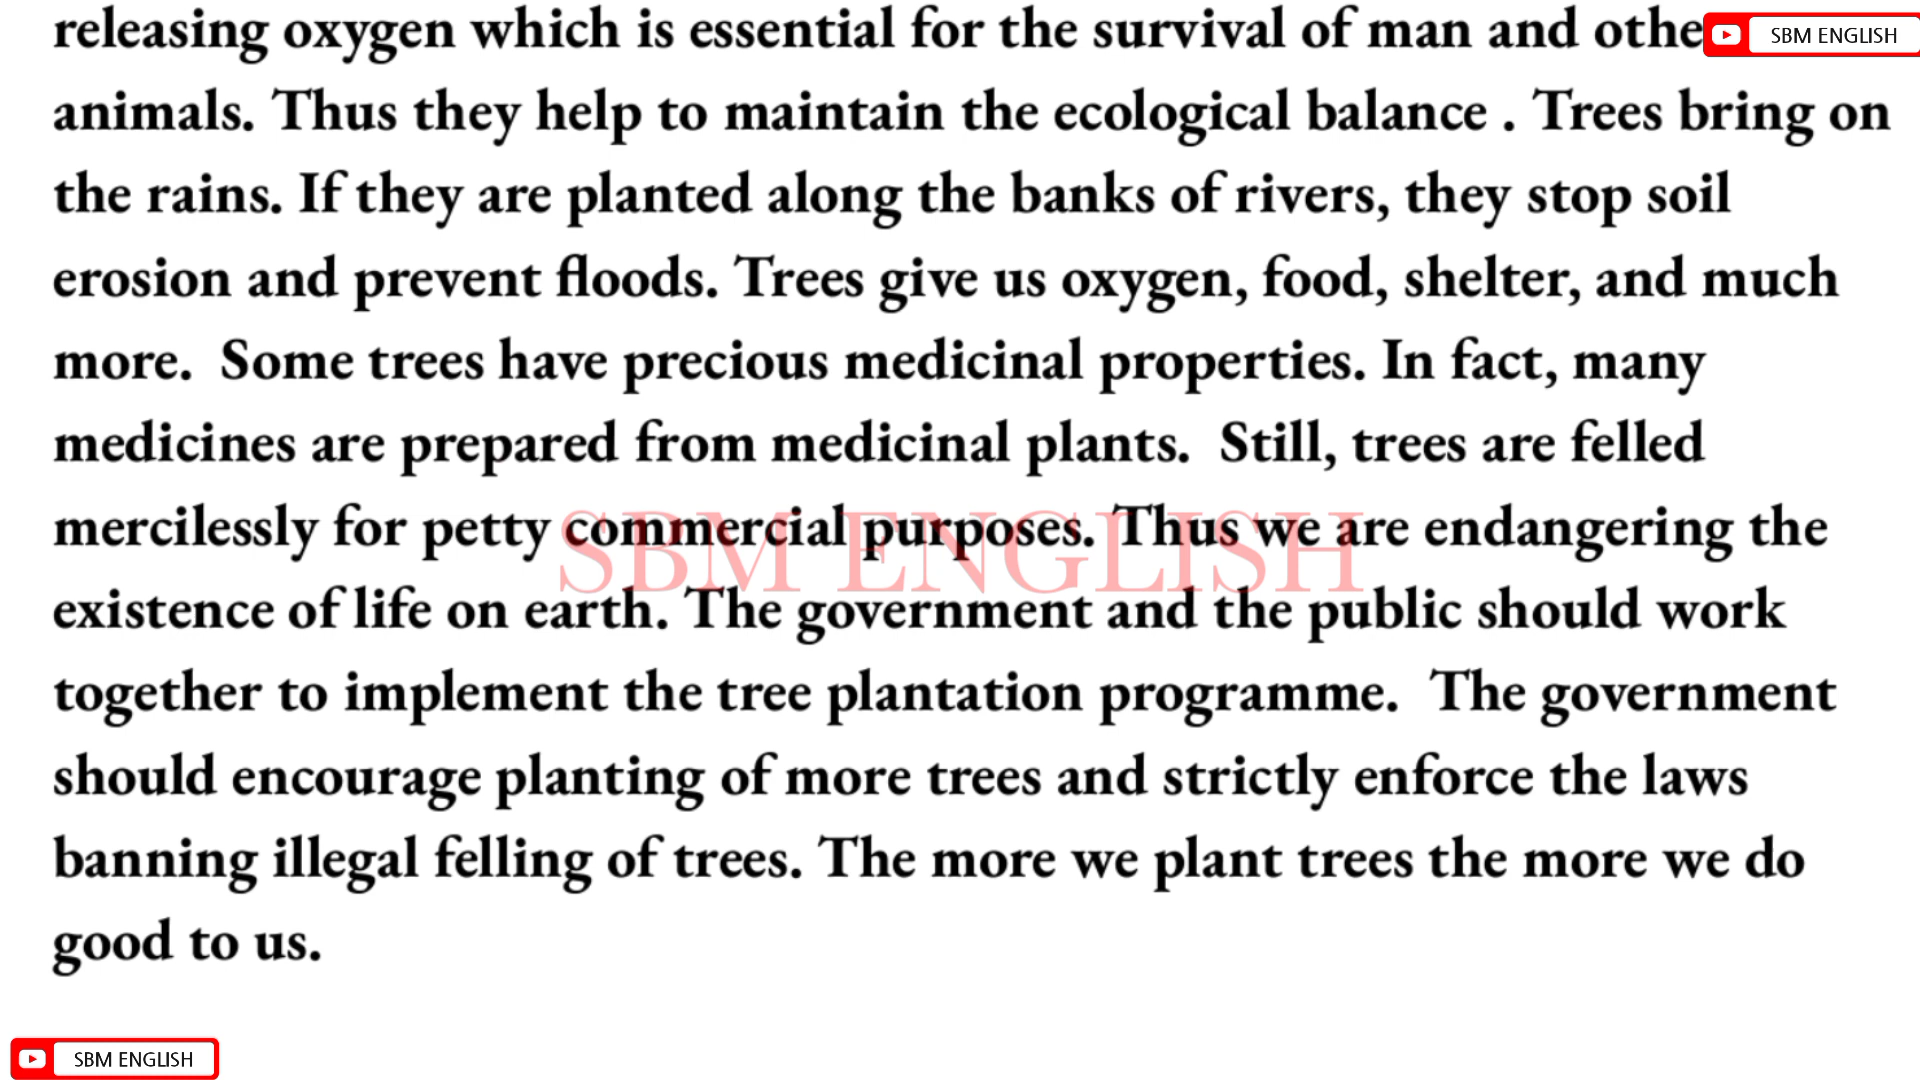 releasing oxygen which is essential for the survival of man and othe
SBM ENGLISH
animals. Thus they help to maintain the ecological balance . Trees bring on
the rains. If they are planted along the banks of rivers, they stop soil
erosion and prevent floods. Trees give us oxygen, food, shelter, and much
more.  Some trees have precious medicinal properties. In fact, many
medicines are prepared from medicinal plants.  Still, trees are felled
mercilessly for petty commercial purposes. Thus we are endangering the
SBM ENGLISH
existence of life on earth. The government and the public should work
together to implement the tree plantation programme.  The government
should encourage planting of more trees and strictly enforce the laws
banning illegal felling of trees. The more we plant trees the more we do
good to us.
SBM ENGLISH